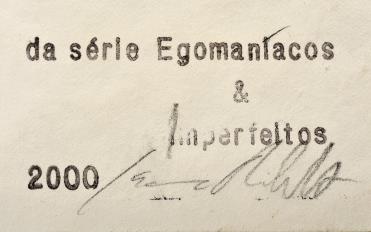 da série Egomaníacos
&
Imperfeitos
2000